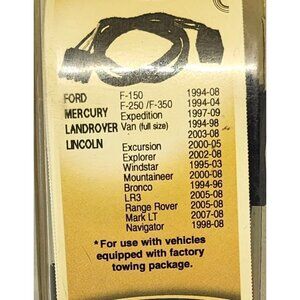 FORD F-150 1994-08
MERCURY F-250 /F-350 1994-04
LANDROVER Expedition 1997-09
LINCOLN Van (full size) 1994-98
2003-08
Excursion 2000-05
Explorer 2002-08
Windstar 1995-03
Mountaineer 2000-08
Bronco 1994-96
LR3 2005-08
Range Rover 2005-08
Mark LT 2007-08
Navigator 1998-08
*For use with vehicles
equipped with factory
towing package.